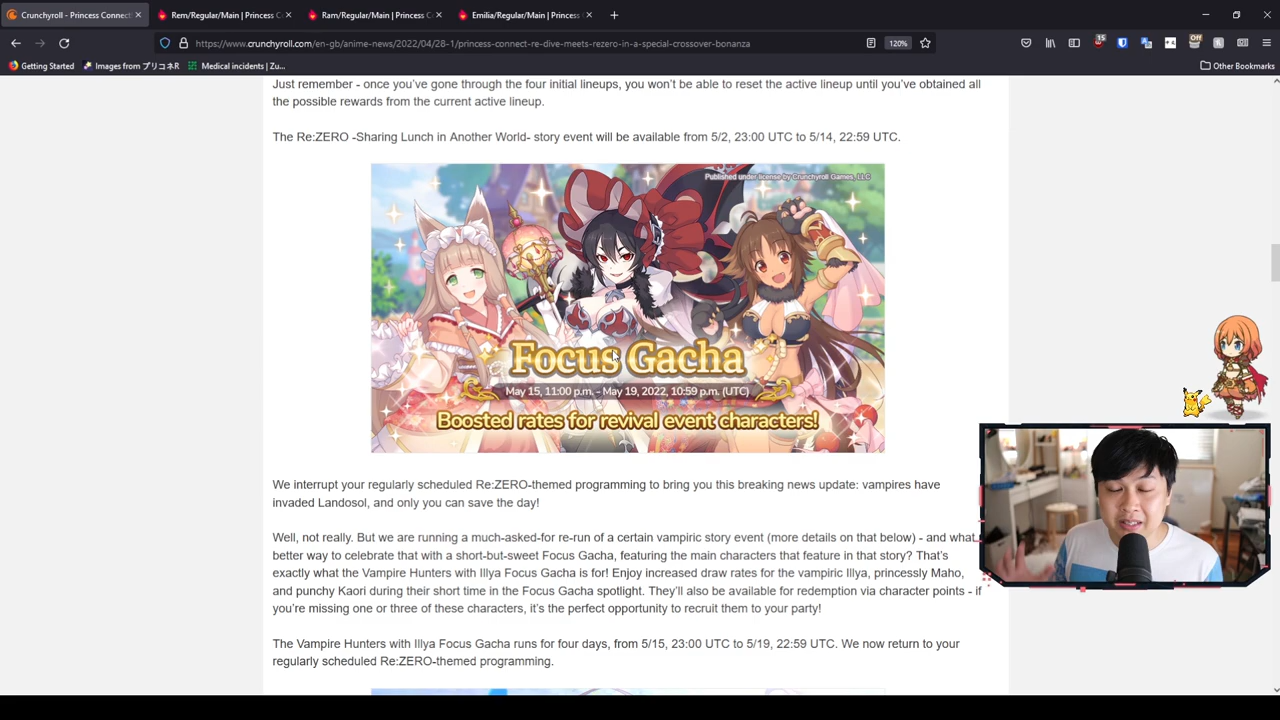 Crunchyroll - Princess Connect!
Rem/Regular/Main | Princess C
Ram/Regular/Main | Princess Co
Emilia/Regular/Main | Princess
https://www.crunchyroll.com/en-gb/anime-news/2022/04/28-1/princess-connect-re-dive-meets-rezero-in-a-special-crossover-bonanza
120%
15
Off
Getting Started
Images from プリコネR
Medical incidents | Zu...
Other Bookmarks
Just remember - once you've gone through the four initial lineups, you won't be able to reset the active lineup until you've obtained all
the possible rewards from the current active lineup.
The Re:ZERO -Sharing Lunch in Another World- story event will be available from 5/2, 23:00 UTC to 5/14, 22:59 UTC.
Published under license by Crunchyroll Games, LLC
Focus Gacha
May 15, 11:00 p.m. - May 19, 2022, 10:59 p.m. (UTC)
Boosted rates for revival event characters!
We interrupt your regularly scheduled Re:ZERO-themed programming to bring you this breaking news update: vampires have
invaded Landosol, and only you can save the day!
Well, not really. But we are running a much-asked-for re-run of a certain vampiric story event (more details on that below) - and what
better way to celebrate that with a short-but-sweet Focus Gacha, featuring the main characters that feature in that story? That's
exactly what the Vampire Hunters with Illya Focus Gacha is for! Enjoy increased draw rates for the vampiric Illya, princessly Maho,
and punchy Kaori during their short time in the Focus Gacha spotlight. They'll also be available for redemption via character points - if
you're missing one or three of these characters, it's the perfect opportunity to recruit them to your party!
The Vampire Hunters with Illya Focus Gacha runs for four days, from 5/15, 23:00 UTC to 5/19, 22:59 UTC. We now return to your
regularly scheduled Re:ZERO-themed programming.